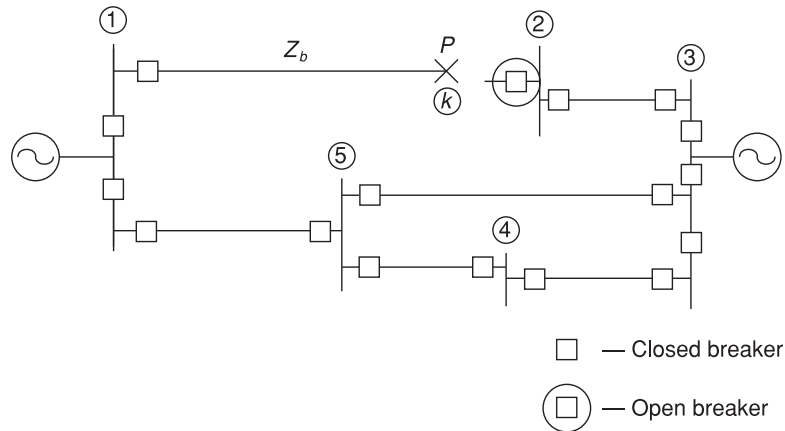 1
Z_b
P
k
2
3
5
4
— Closed breaker
— Open breaker